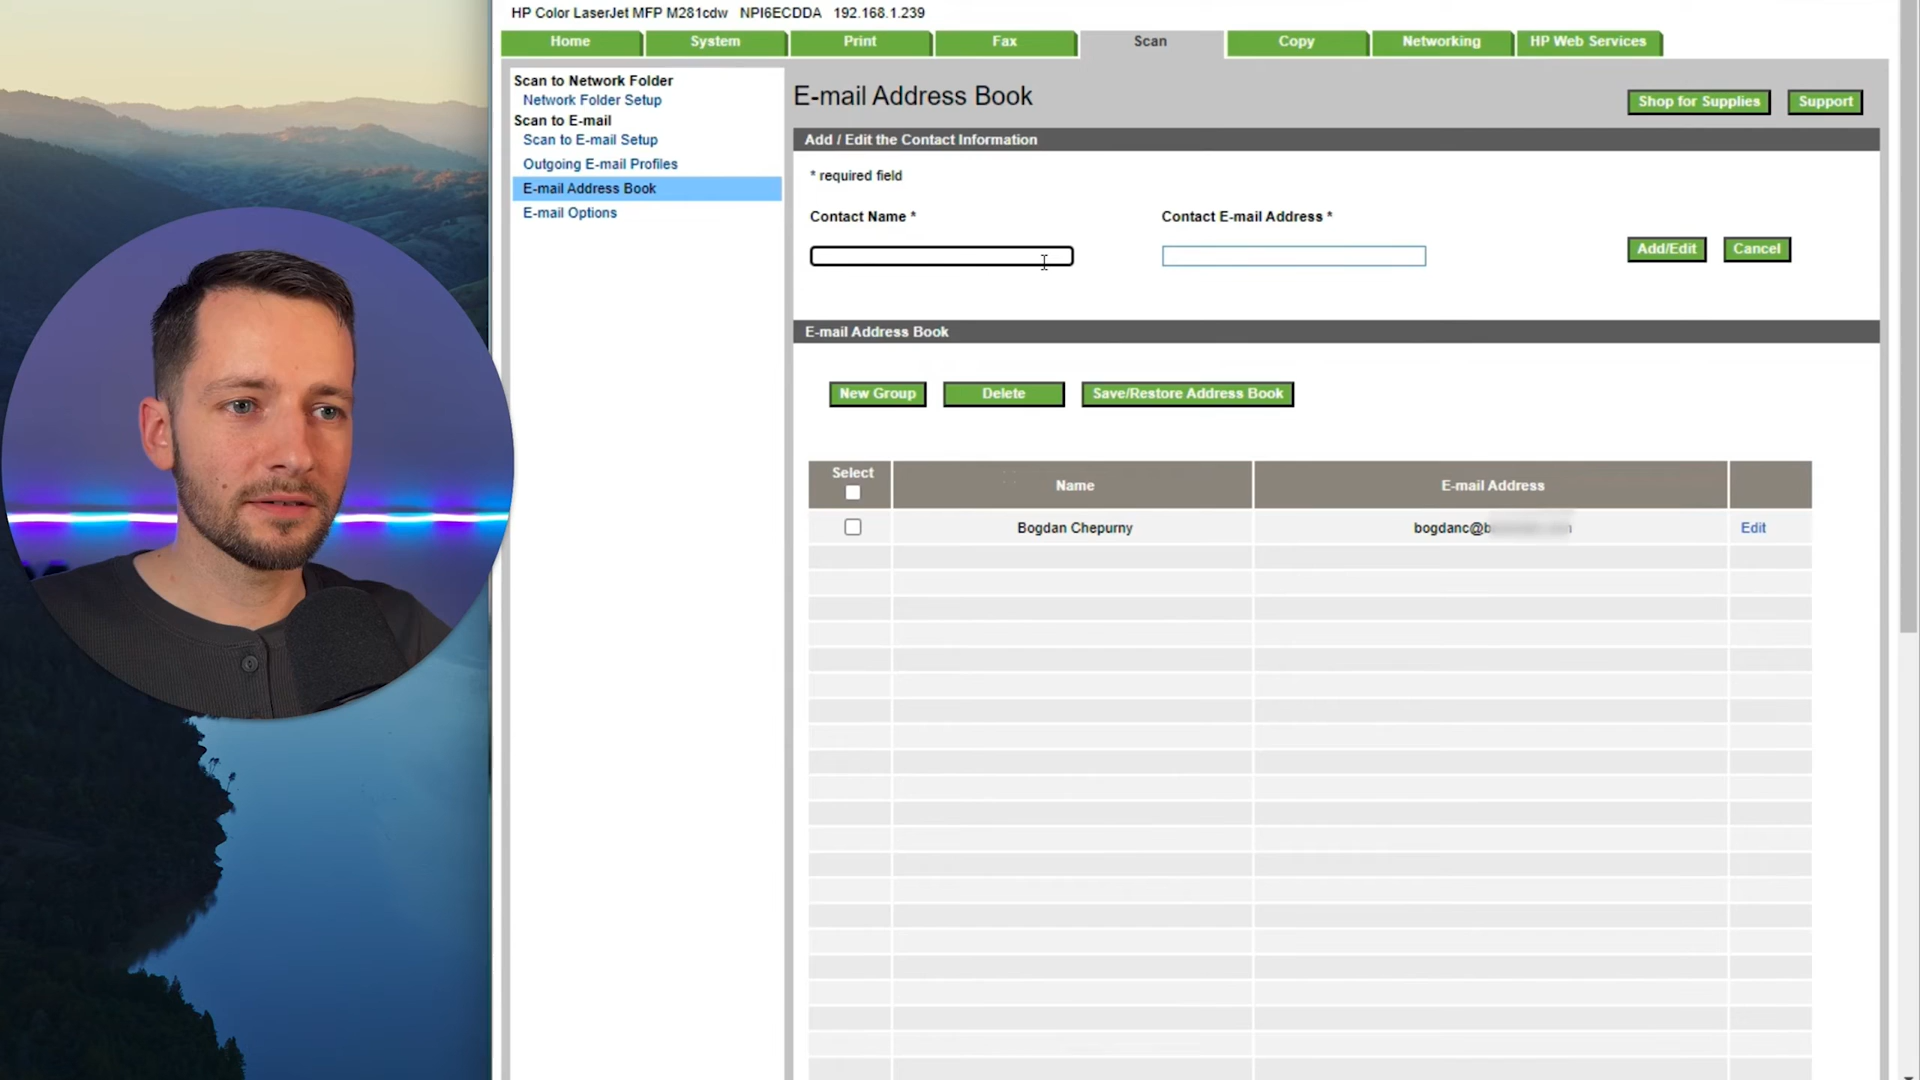 HP Color LaserJet MFP M281cdw NPI6ECDDA 192.168.1.239
Home System Print Fax Scan Copy Networking HP Web Services
Scan to Network Folder
Network Folder Setup
Scan to E-mail
Scan to E-mail Setup
Outgoing E-mail Profiles
E-mail Address Book
E-mail Options
E-mail Address Book
Shop for Supplies Support
Add / Edit the Contact Information
* required field
Contact Name * Contact E-mail Address *
Add/Edit Cancel
E-mail Address Book
New Group Delete Save/Restore Address Book
Select Name E-mail Address
Bogdan Chepurny bogdanc@b Edit